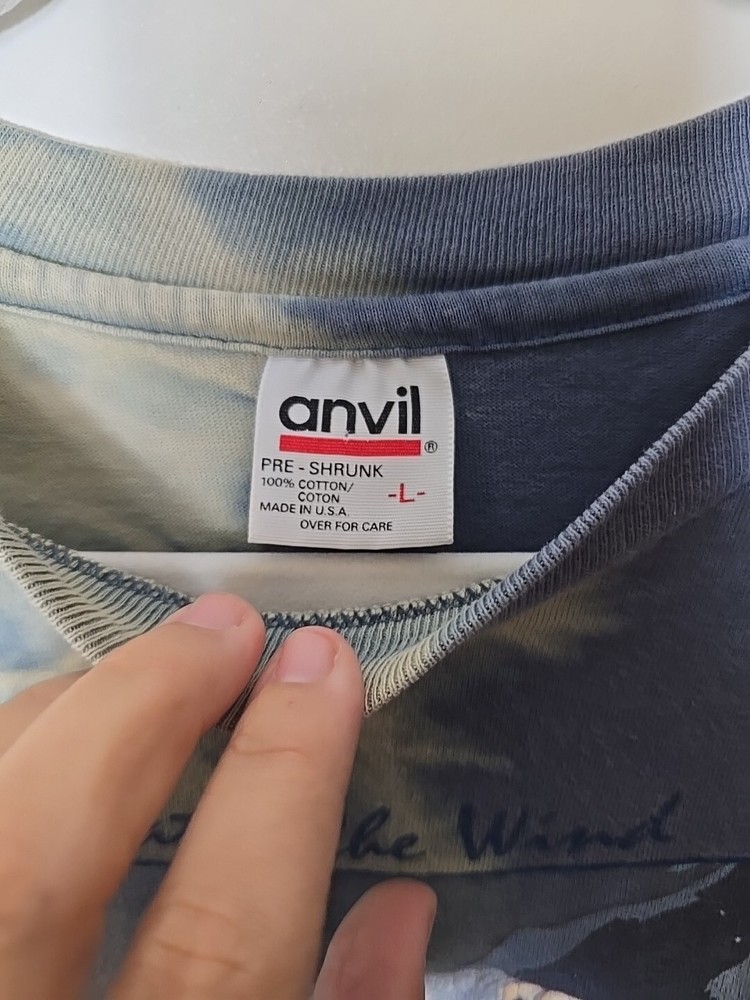 anvil
®
PRE - SHRUNK
100% COTTON/
COTON
-L-
MADE IN U.S.A.
OVER FOR CARE
the Wind